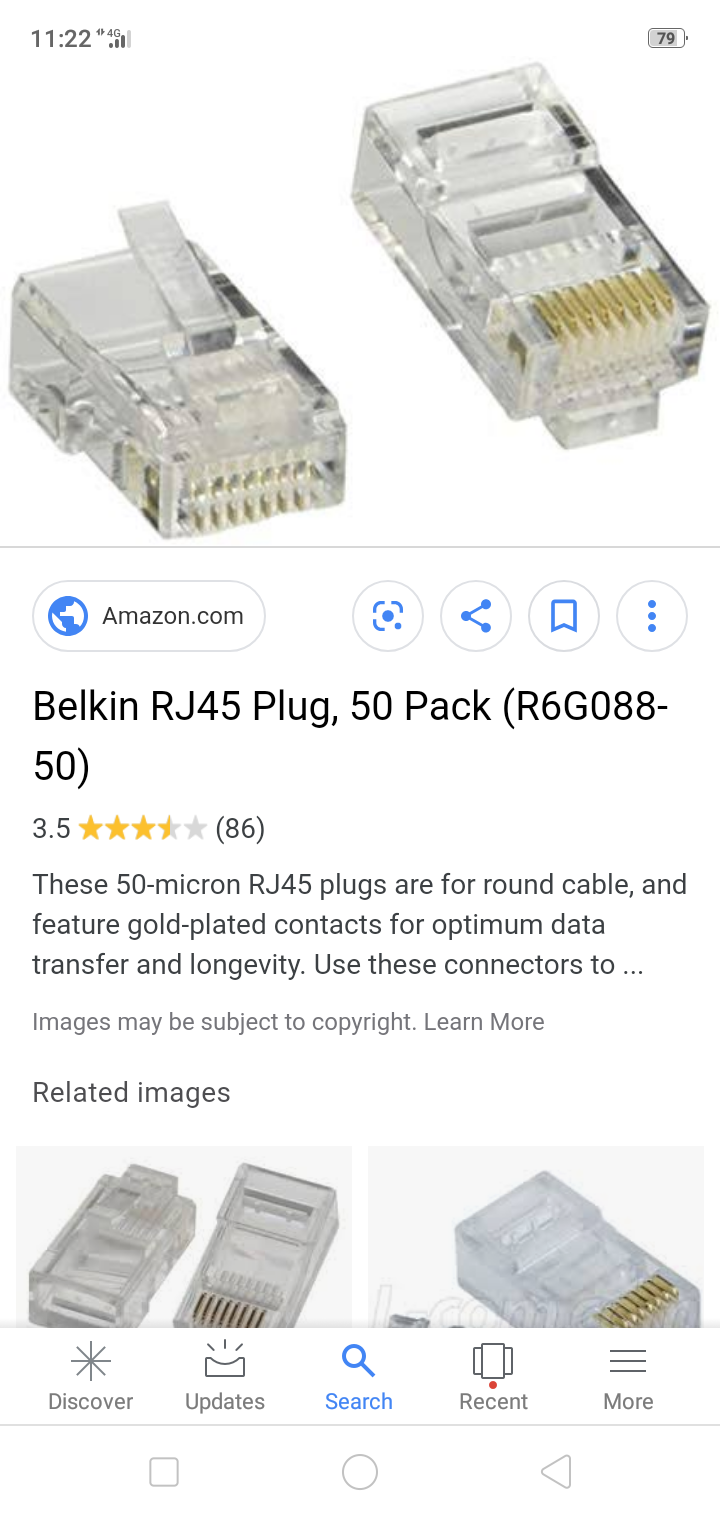 11:22 4G 79
Amazon.com
Belkin RJ45 Plug, 50 Pack (R6G088-
50)
3.5 (86)
These 50-micron RJ45 plugs are for round cable, and
feature gold-plated contacts for optimum data
transfer and longevity. Use these connectors to ...
Images may be subject to copyright. Learn More
Related images
L-com.com
Discover Updates Search Recent More